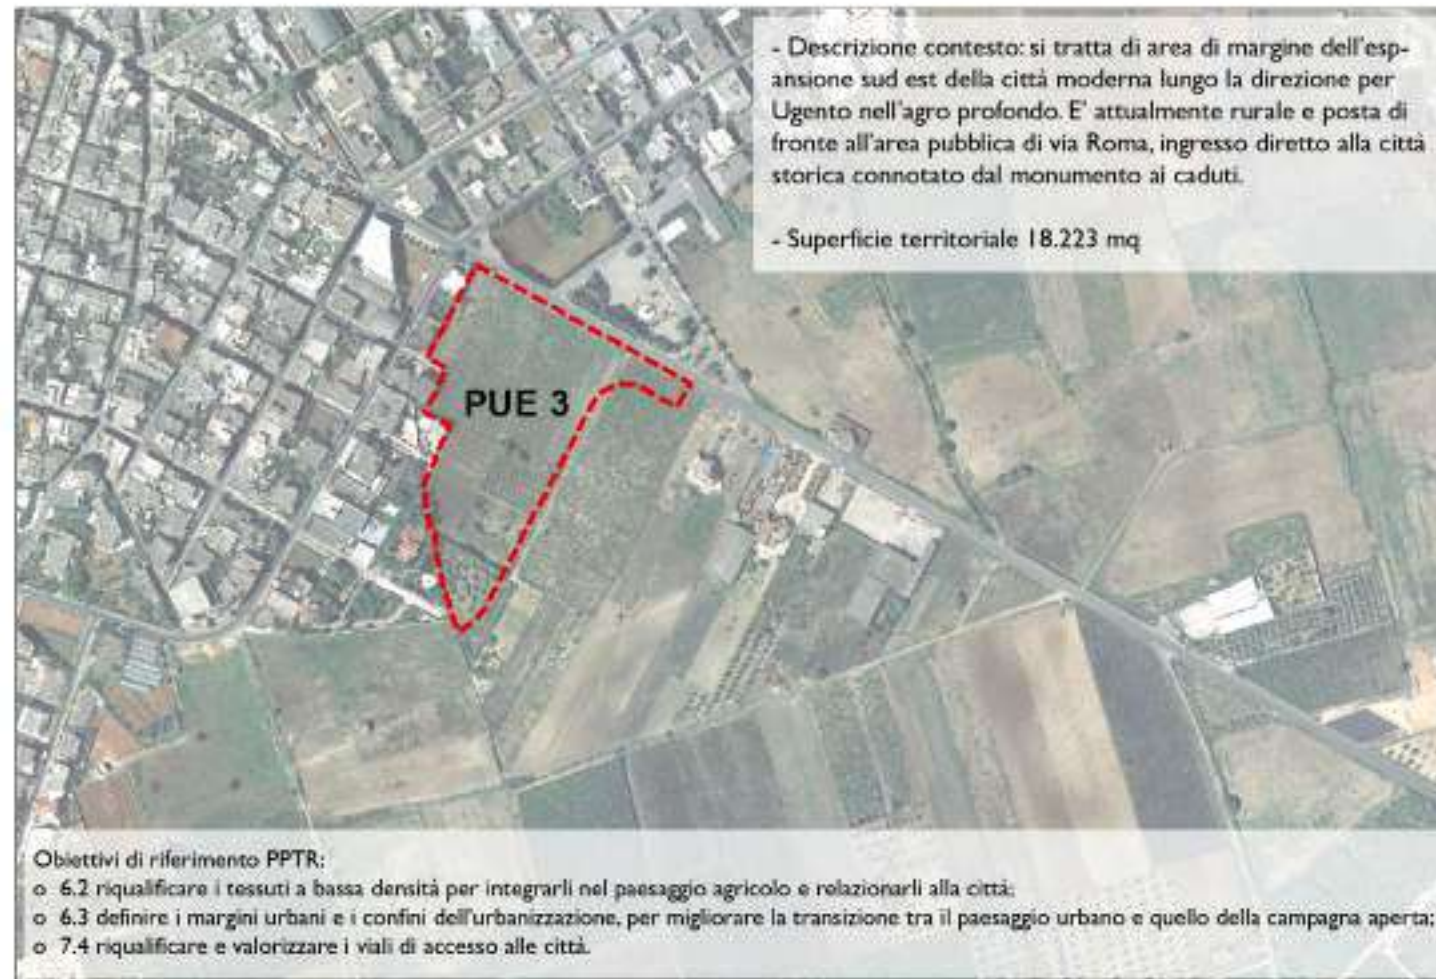 - Descrizione contesto: si tratta di area di margine dell'esp-
ansione sud est della città moderna lungo la direzione per
Ugento nell'agro profondo. E' attualmente rurale e posta di
fronte all'area pubblica di via Roma, ingresso diretto alla città
storica connotato dal monumento ai caduti.
- Superficie territoriale 18.223 mq
PUE 3
Obiettivi di riferimento PPTR:
o 6.2 riqualificare i tessuti a bassa densità per integrarli nel paesaggio agricolo e relazionarli alla città;
o 6.3 definire i margini urbani e i confini dell'urbanizzazione, per migliorare la transizione tra il paesaggio urbano e quello della campagna aperta;
o 7.4 riqualificare e valorizzare i viali di accesso alle città.